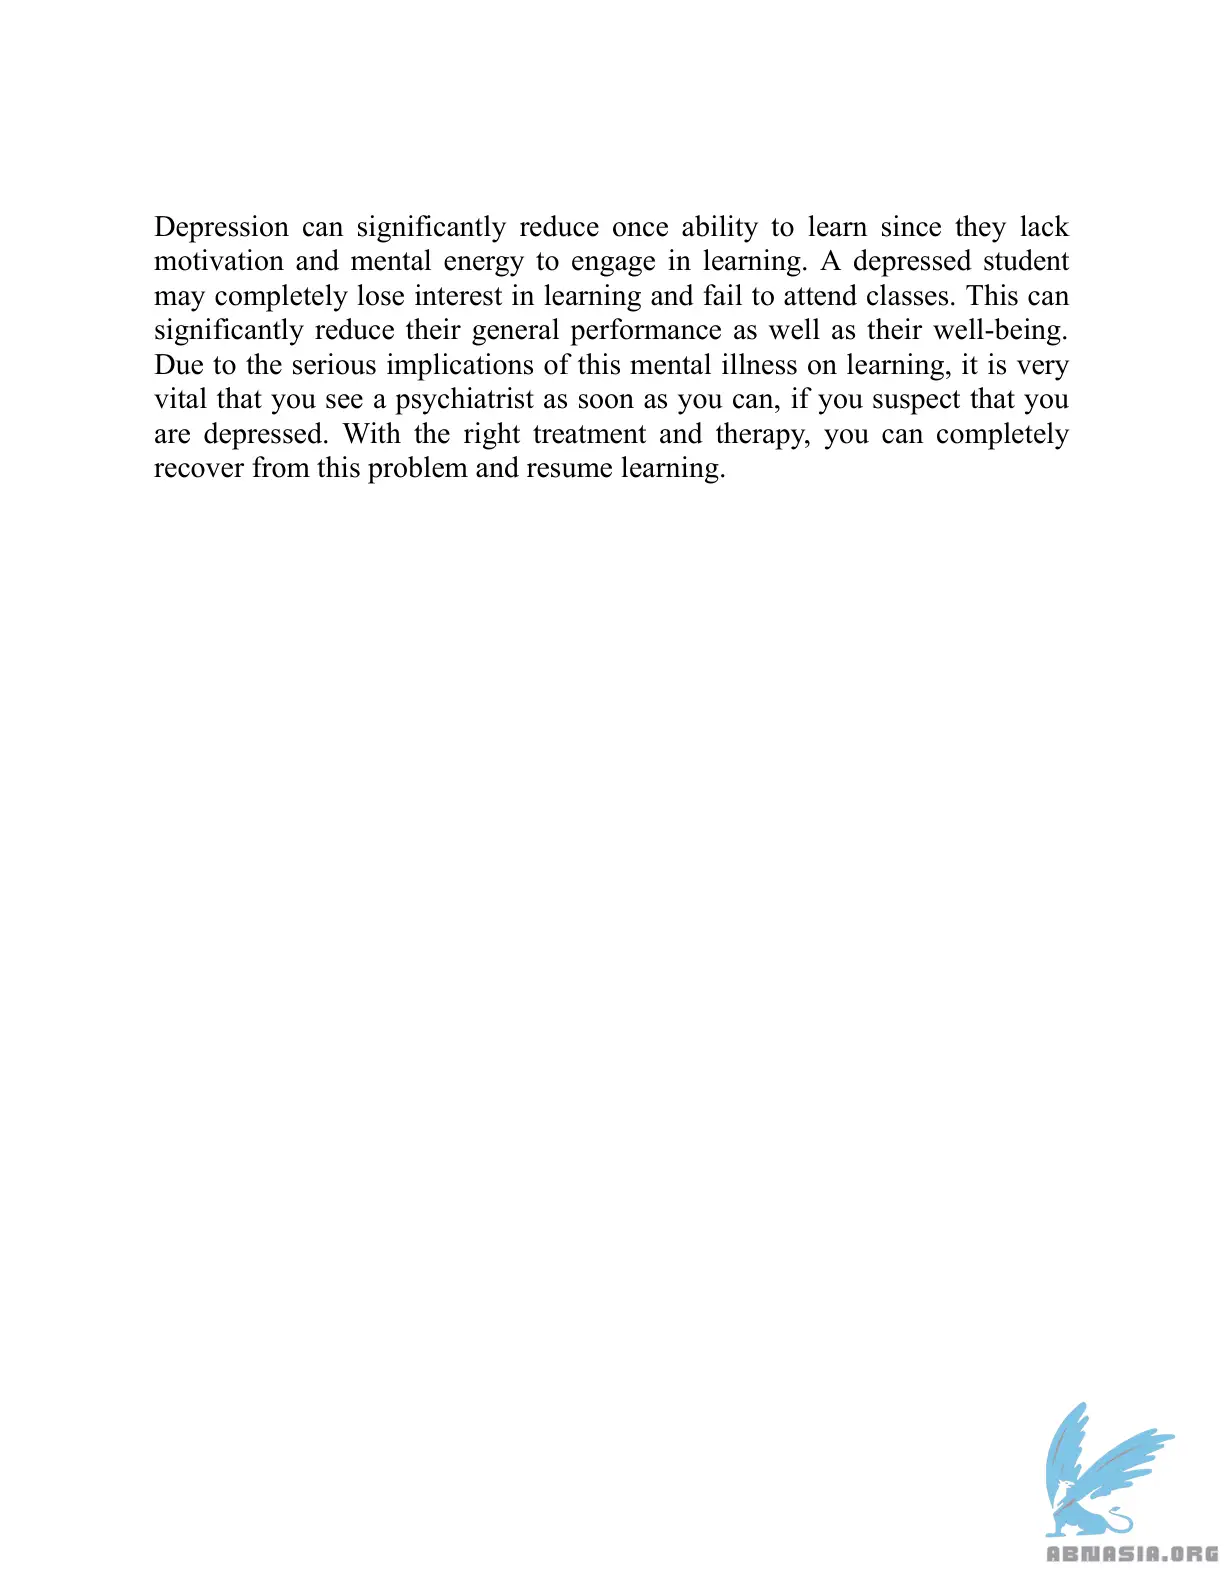 Depression can significantly reduce once ability to learn since they lack
motivation and mental energy to engage in learning. A depressed student
may completely lose interest in learning and fail to attend classes. This can
significantly reduce their general performance as well as their well-being.
Due to the serious implications of this mental illness on learning, it is very
vital that you see a psychiatrist as soon as you can, if you suspect that you
are depressed. With the right treatment and therapy, you can completely
recover from this problem and resume learning.
ABNASIA.ORG